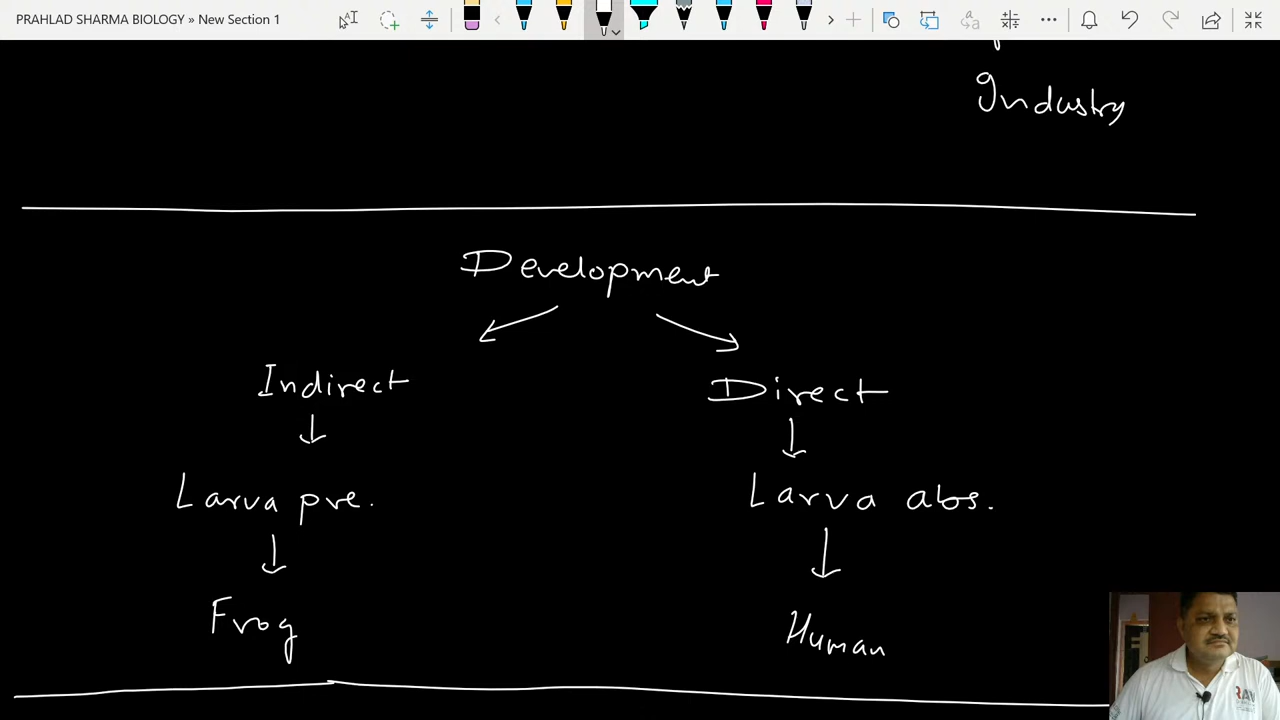 PRAHLAD SHARMA BIOLOGY » New Section 1
Industry
Development
Indirect
Direct
Larva pre.
Larva abs.
Frog
Human